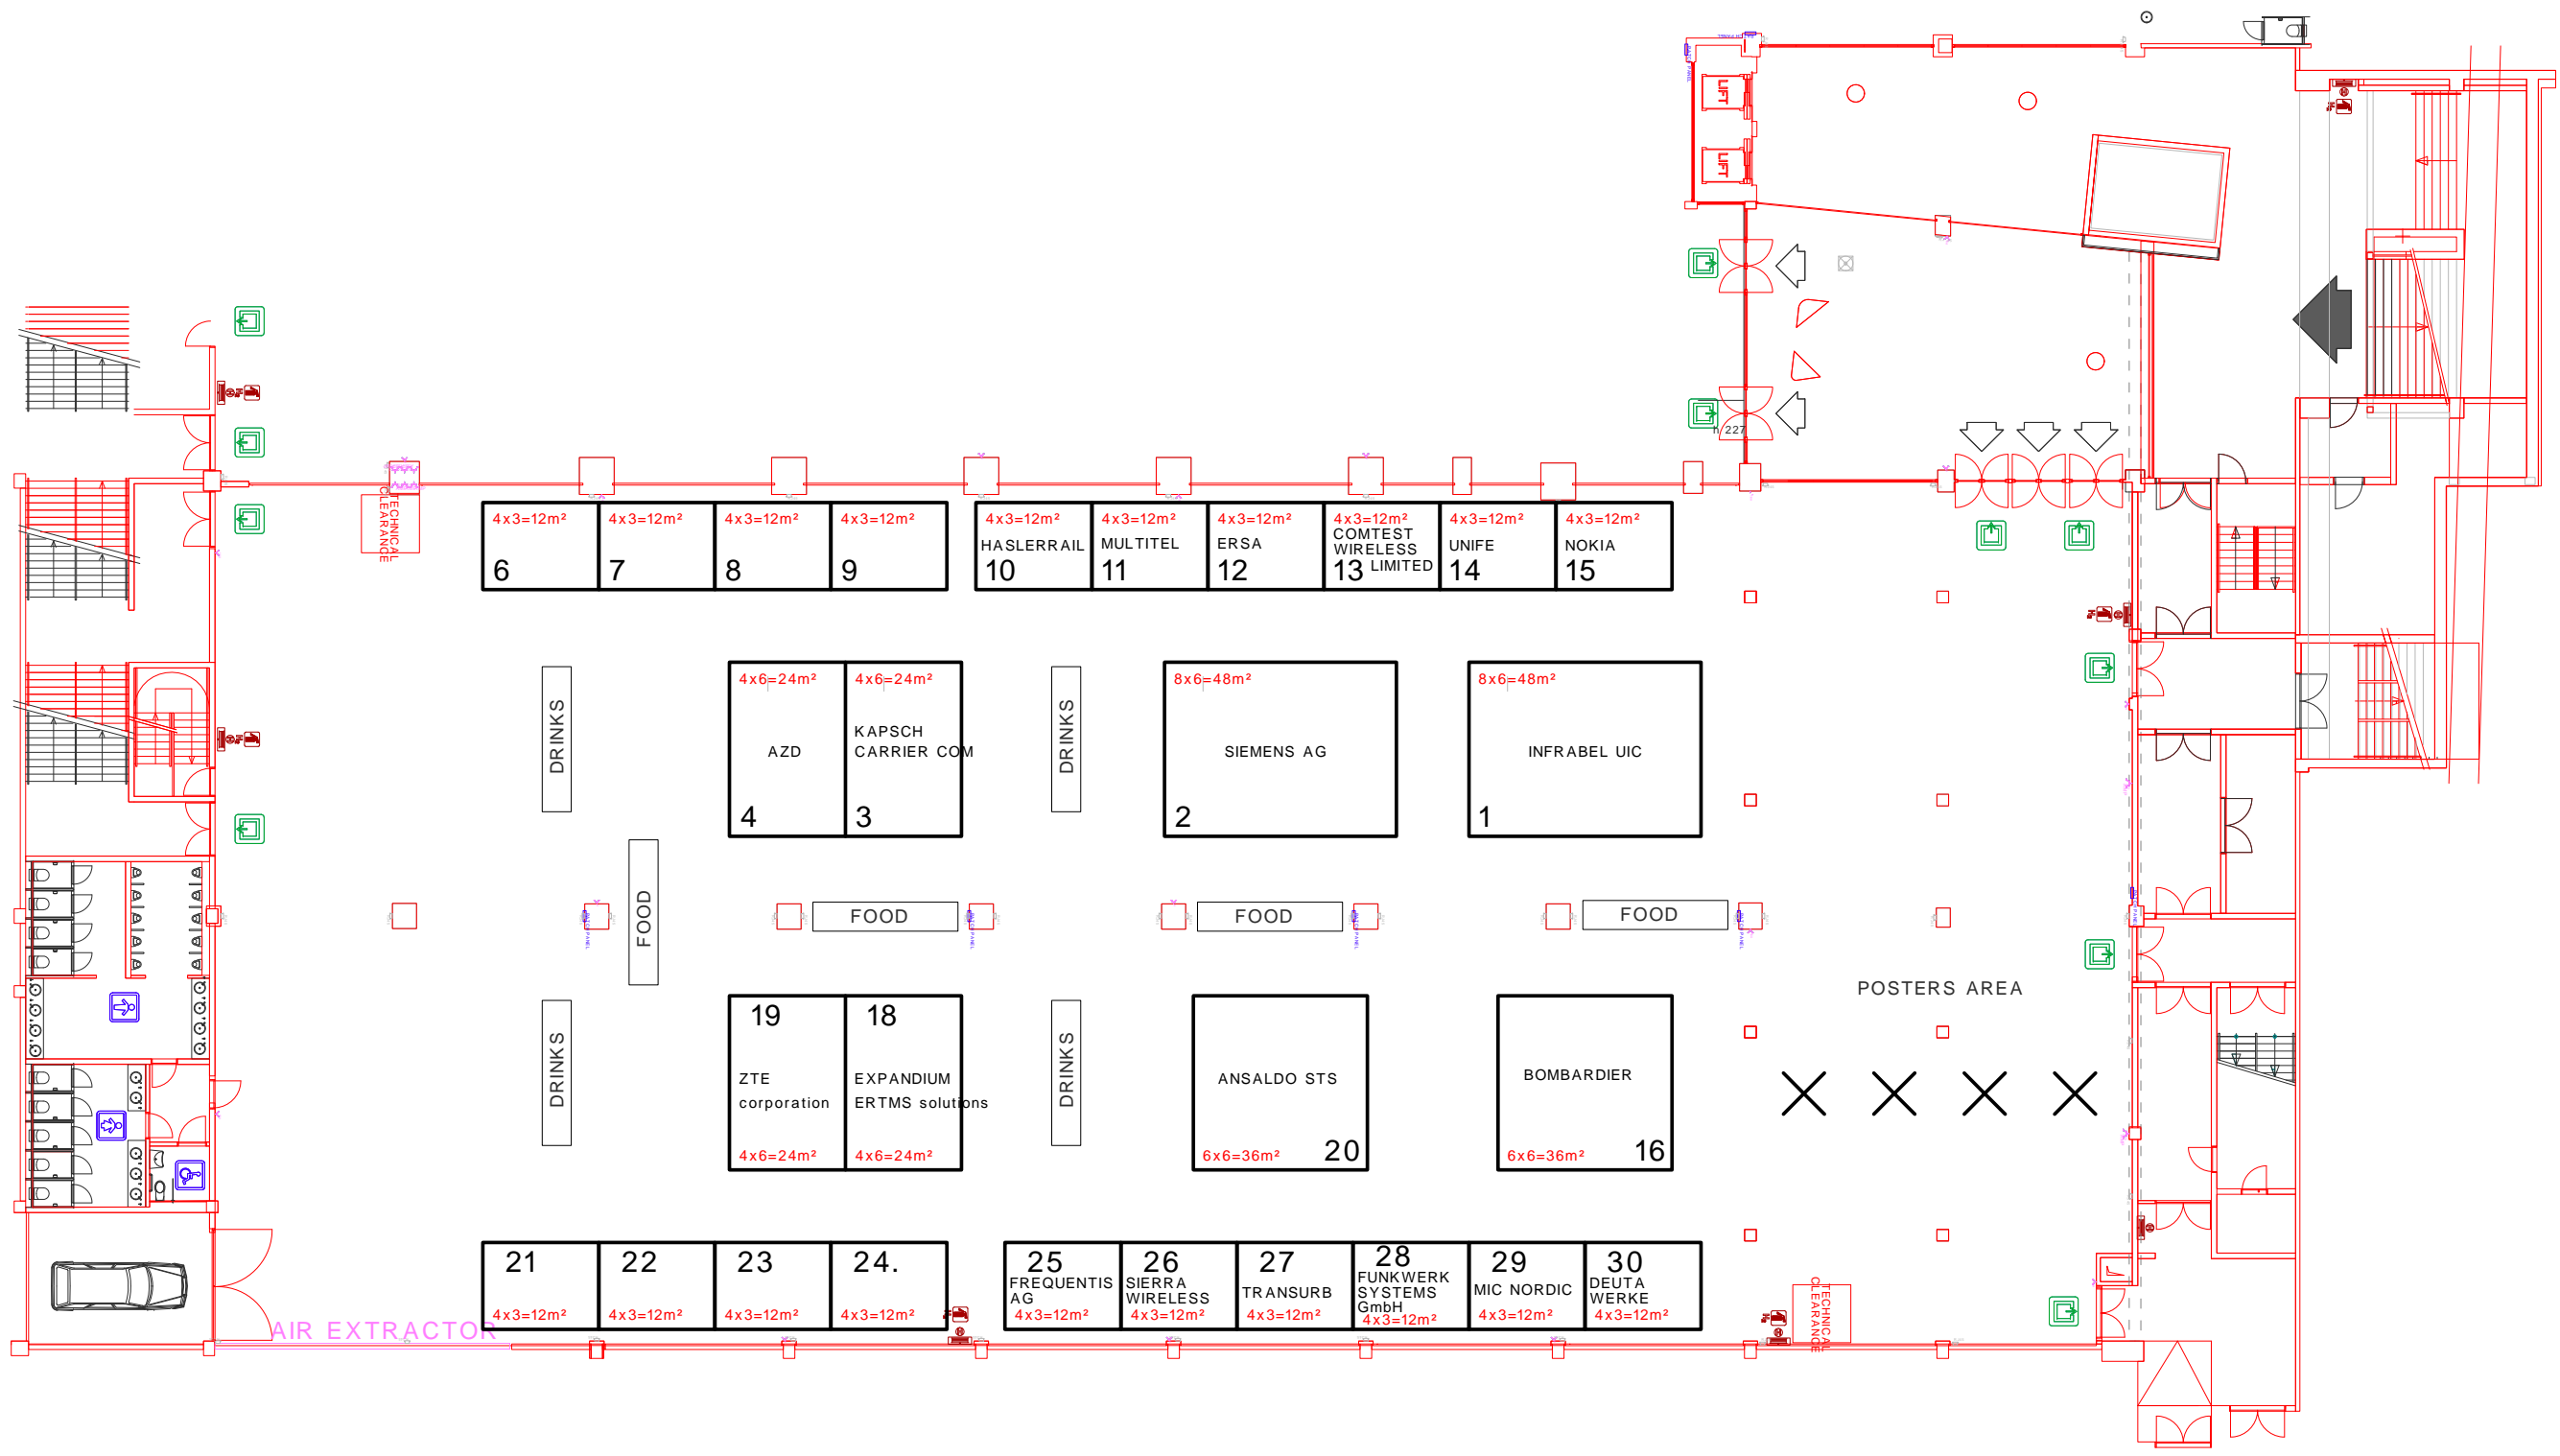 LIFT
LIFT
h 227
TECHNICAL
CLEARANCE
4x3=12m²
6
4x3=12m²
7
4x3=12m²
8
4x3=12m²
9
4x3=12m²
HASLERRAIL
10
4x3=12m²
MULTITEL
11
4x3=12m²
ERSA
12
4x3=12m²
COMTEST
WIRELESS
13 LIMITED
4x3=12m²
UNIFE
14
4x3=12m²
NOKIA
15
DRINKS
4x6=24m²
AZD
4
4x6=24m²
KAPSCH
CARRIER COM
3
DRINKS
8x6=48m²
SIEMENS AG
2
8x6=48m²
INFRABEL UIC
1
FOOD
FOOD
FOOD
FOOD
POSTERS AREA
DRINKS
19
ZTE
corporation
4x6=24m²
18
EXPANDIUM
ERTMS solutions
4x6=24m²
DRINKS
ANSALDO STS
6x6=36m²
20
BOMBARDIER
6x6=36m²
16
21
4x3=12m²
22
4x3=12m²
23
4x3=12m²
24.
4x3=12m²
25
FREQUENTIS
AG
4x3=12m²
26
SIERRA
WIRELESS
4x3=12m²
27
TRANSURB
4x3=12m²
28
FUNKWERK
SYSTEMS
GmbH
4x3=12m²
29
MIC NORDIC
4x3=12m²
30
DEUTA
WERKE
4x3=12m²
TECHNICAL
CLEARANCE
AIR EXTRACTOR